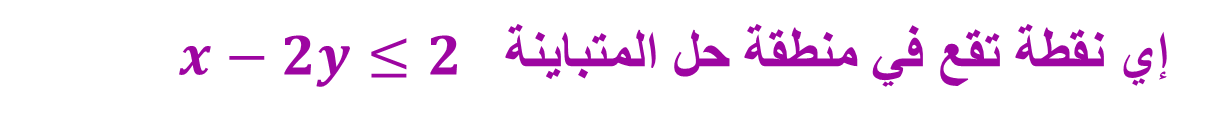 إي نقطة تقع في منطقة حل المتباينة x − 2y ≤ 2